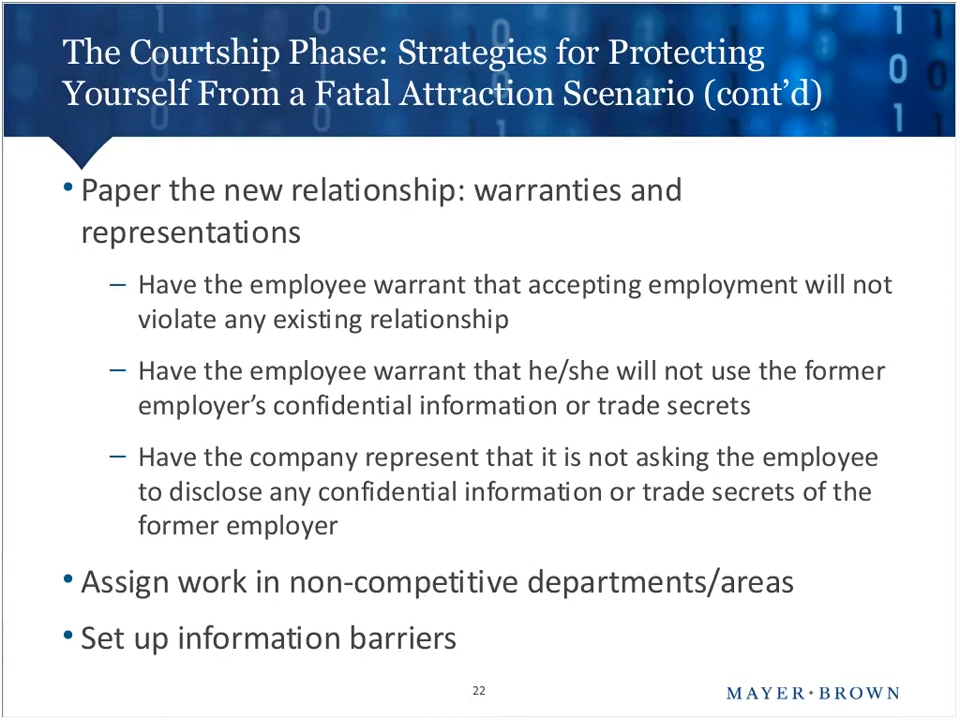 The Courtship Phase: Strategies for Protecting
Yourself From a Fatal Attraction Scenario (cont’d)
• Paper the new relationship: warranties and
representations
– Have the employee warrant that accepting employment will not
violate any existing relationship
– Have the employee warrant that he/she will not use the former
employer’s confidential information or trade secrets
– Have the company represent that it is not asking the employee
to disclose any confidential information or trade secrets of the
former employer
• Assign work in non-competitive departments/areas
• Set up information barriers
22
MAYER•BROWN